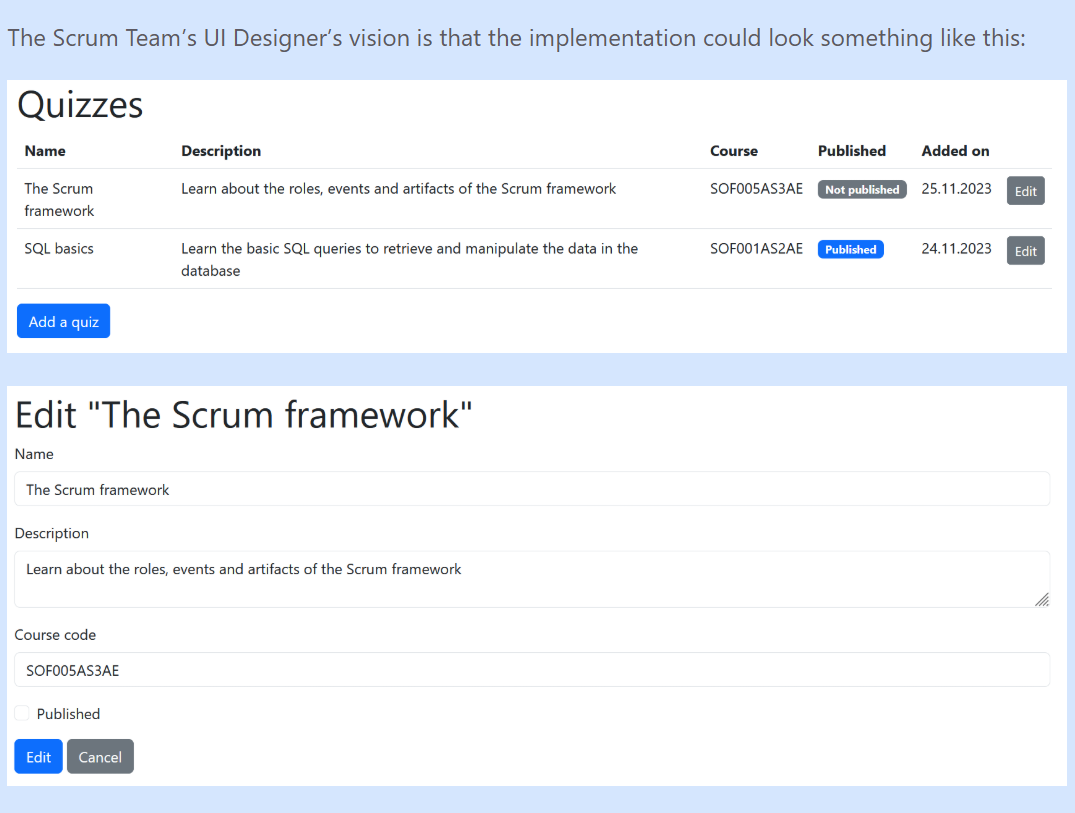 The Scrum Team’s UI Designer’s vision is that the implementation could look something like this:
Quizzes
Name Description Course Published Added on
The Scrum framework Learn about the roles, events and artifacts of the Scrum framework SOF005AS3AE Not published 25.11.2023 Edit
SQL basics Learn the basic SQL queries to retrieve and manipulate the data in the database SOF001AS2AE Published 24.11.2023 Edit
Add a quiz
Edit "The Scrum framework"
Name
The Scrum framework
Description
Learn about the roles, events and artifacts of the Scrum framework
Course code
SOF005AS3AE
Published
Edit Cancel